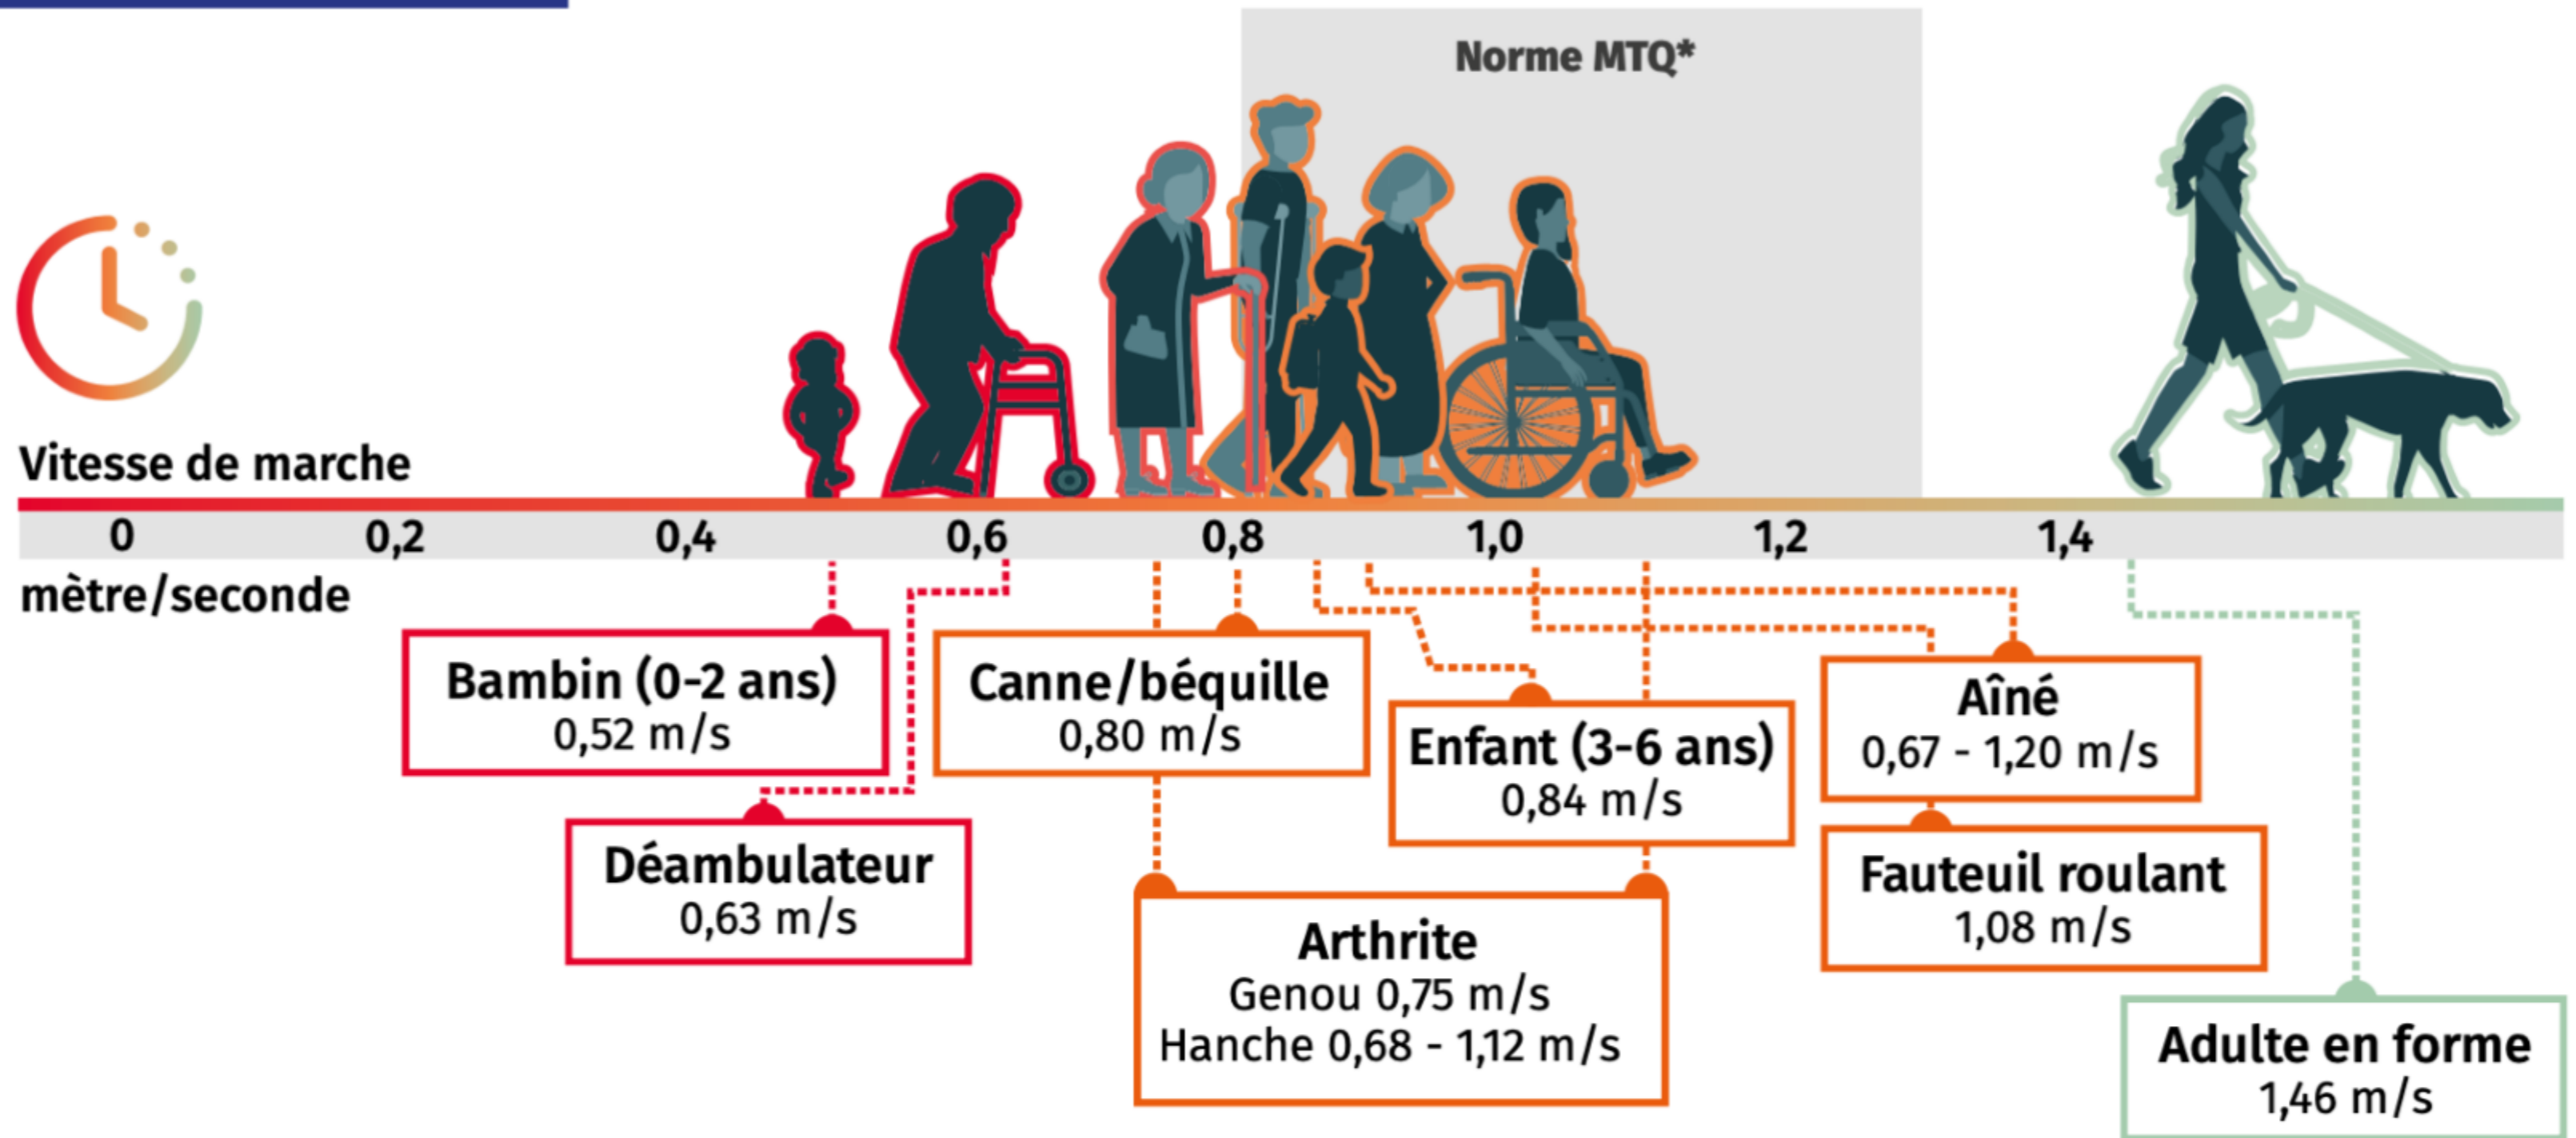 Norme MTQ*
Vitesse de marche
0 0,2 0,4 0,6 0,8 1,0 1,2 1,4
mètre/seconde
Bambin (0-2 ans)
0,52 m/s
Déambulateur
0,63 m/s
Canne/béquille
0,80 m/s
Arthrite
Genou 0,75 m/s
Hanche 0,68 - 1,12 m/s
Enfant (3-6 ans)
0,84 m/s
Aîné
0,67 - 1,20 m/s
Fauteuil roulant
1,08 m/s
Adulte en forme
1,46 m/s